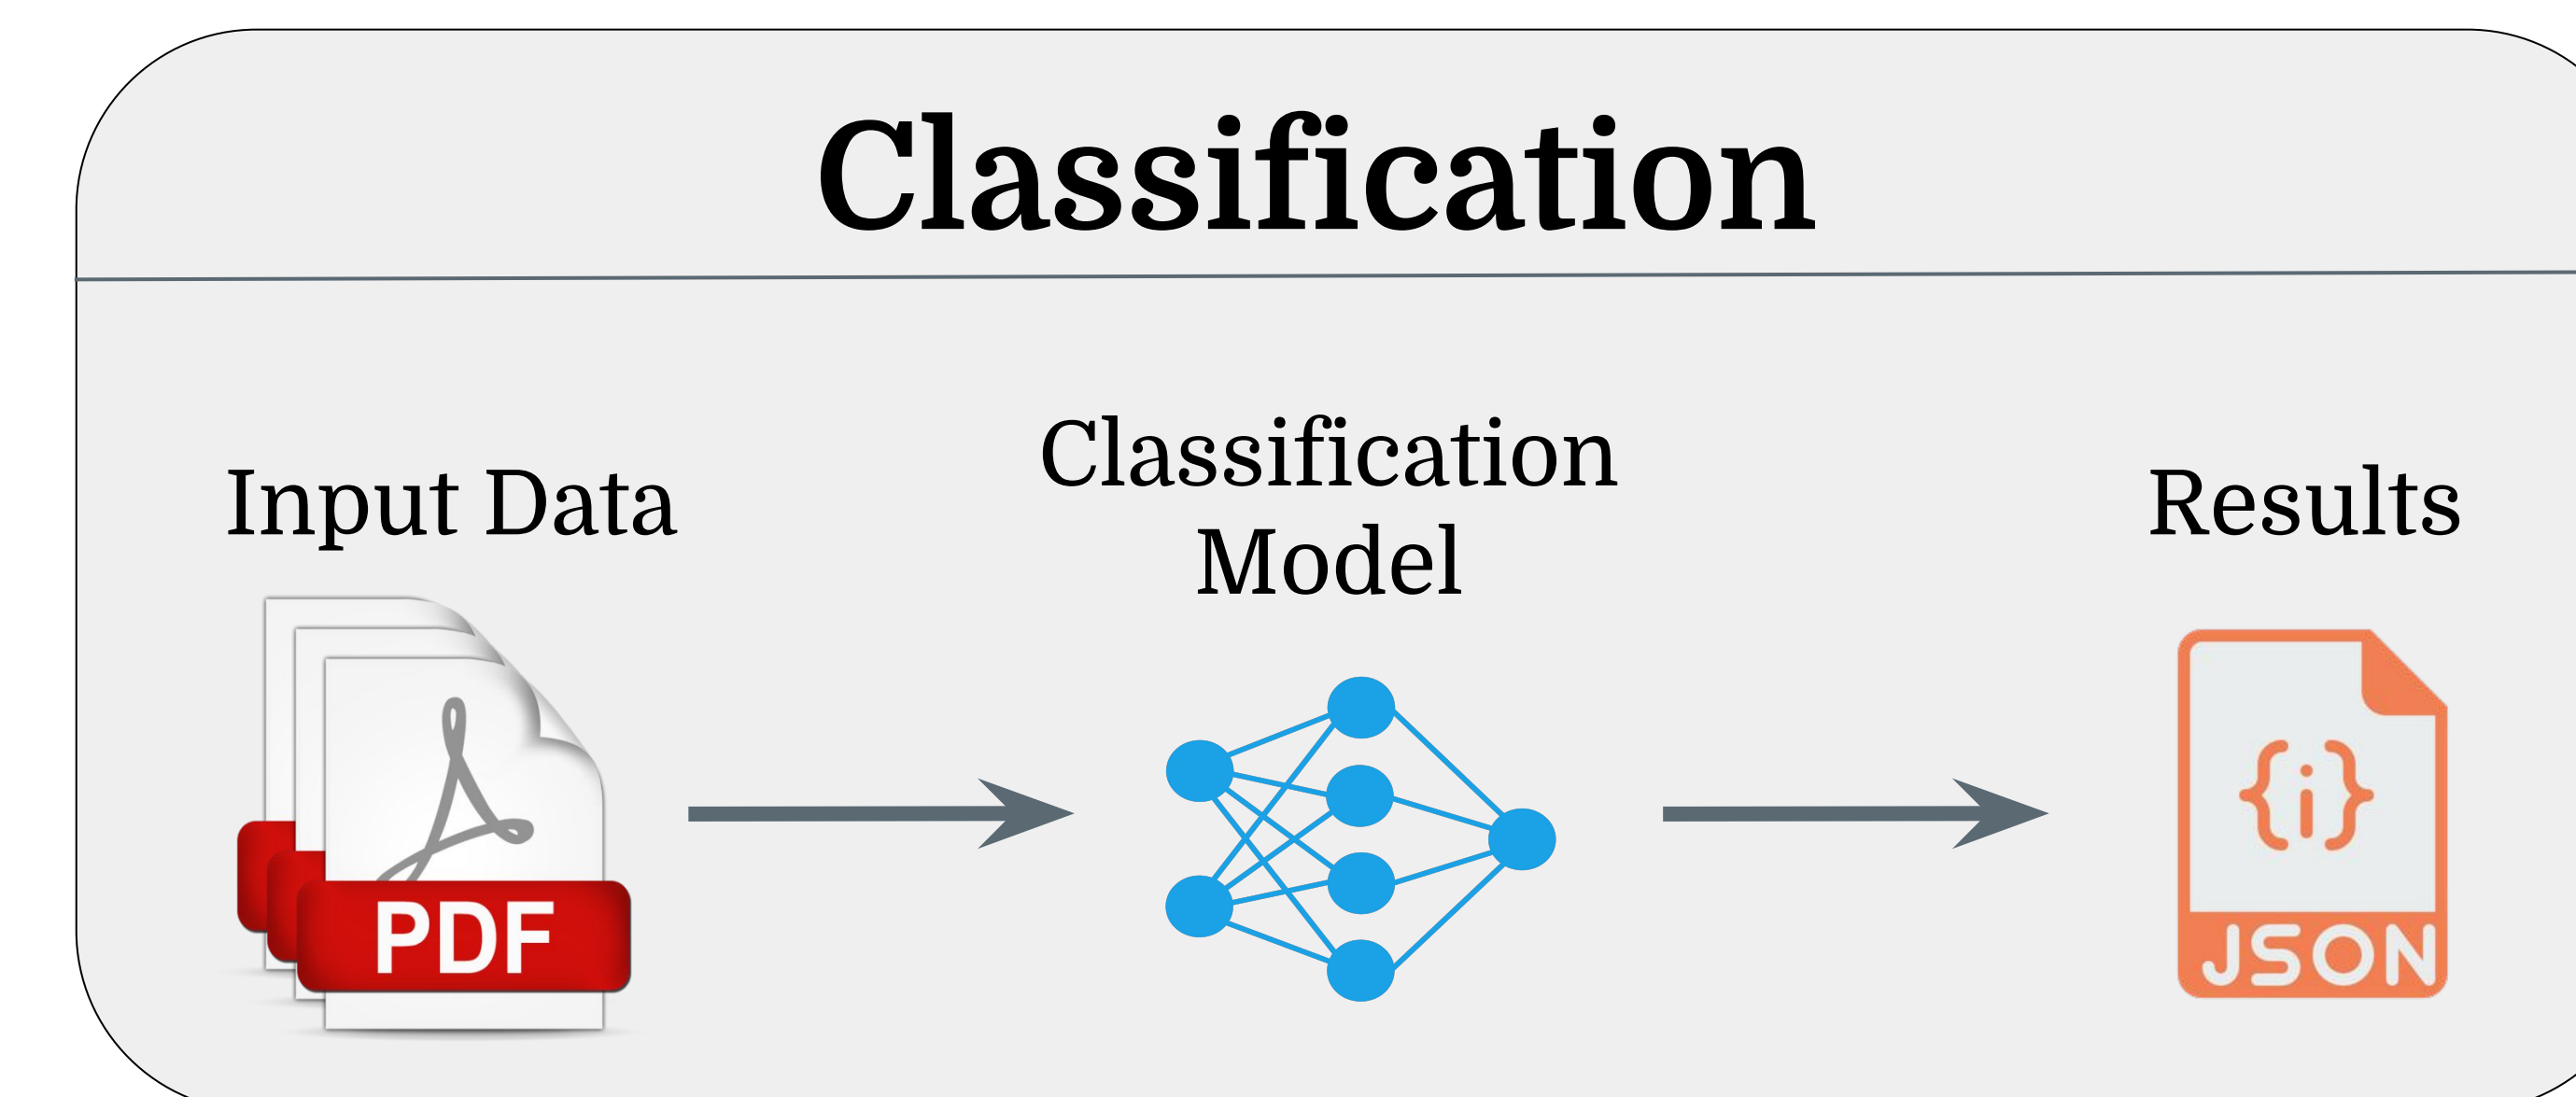 Classification
Input Data
Classification
Model
Results
PDF
{i}
JSON